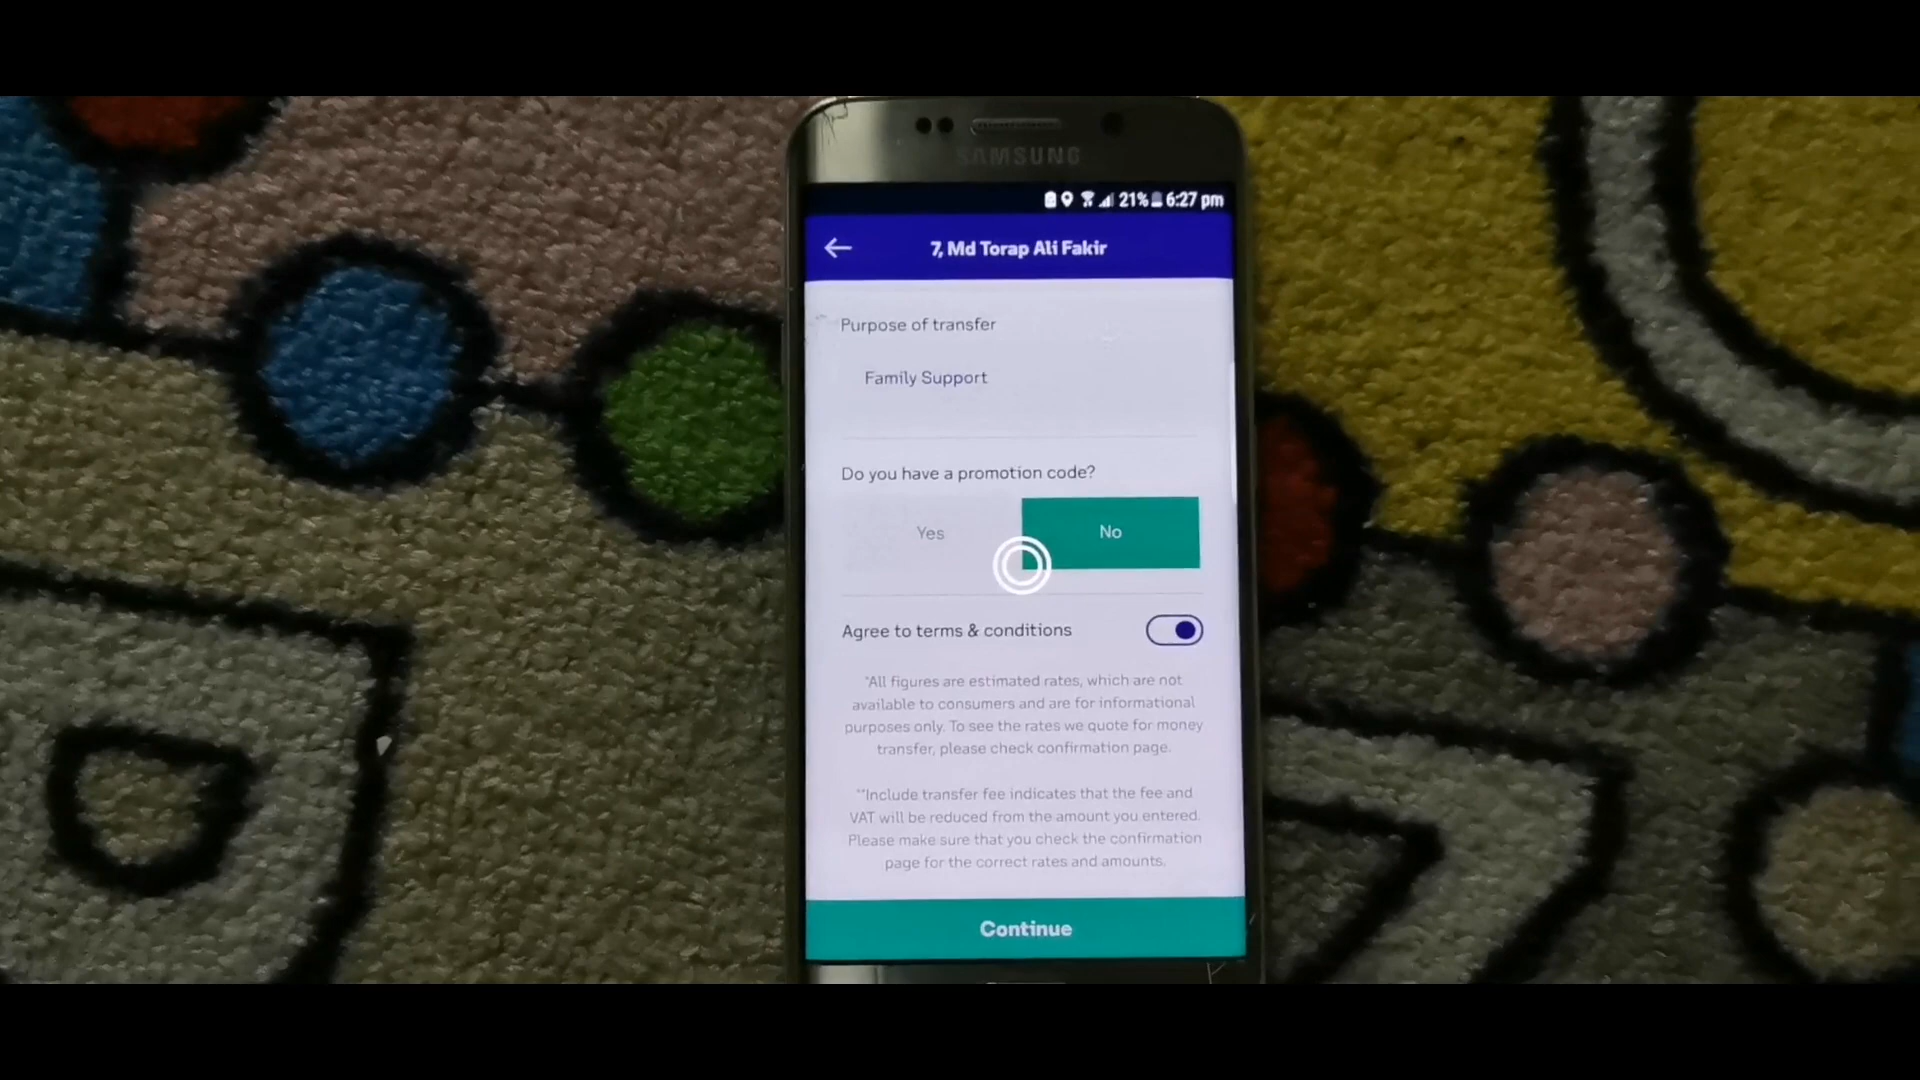 SAMSUNG
21% 6:27 pm
7, Md Torap Ali Fakir
Purpose of transfer
Family Support
Do you have a promotion code?
Yes No
Agree to terms & conditions
*All figures are estimated rates, which are not
available to consumers and are for informational
purposes only. To see the rates we quote for money
transfer, please check confirmation page.
**Include transfer fee indicates that the fee and
VAT will be reduced from the amount you entered.
Please make sure that you check the confirmation
page for the correct rates and amounts.
Continue